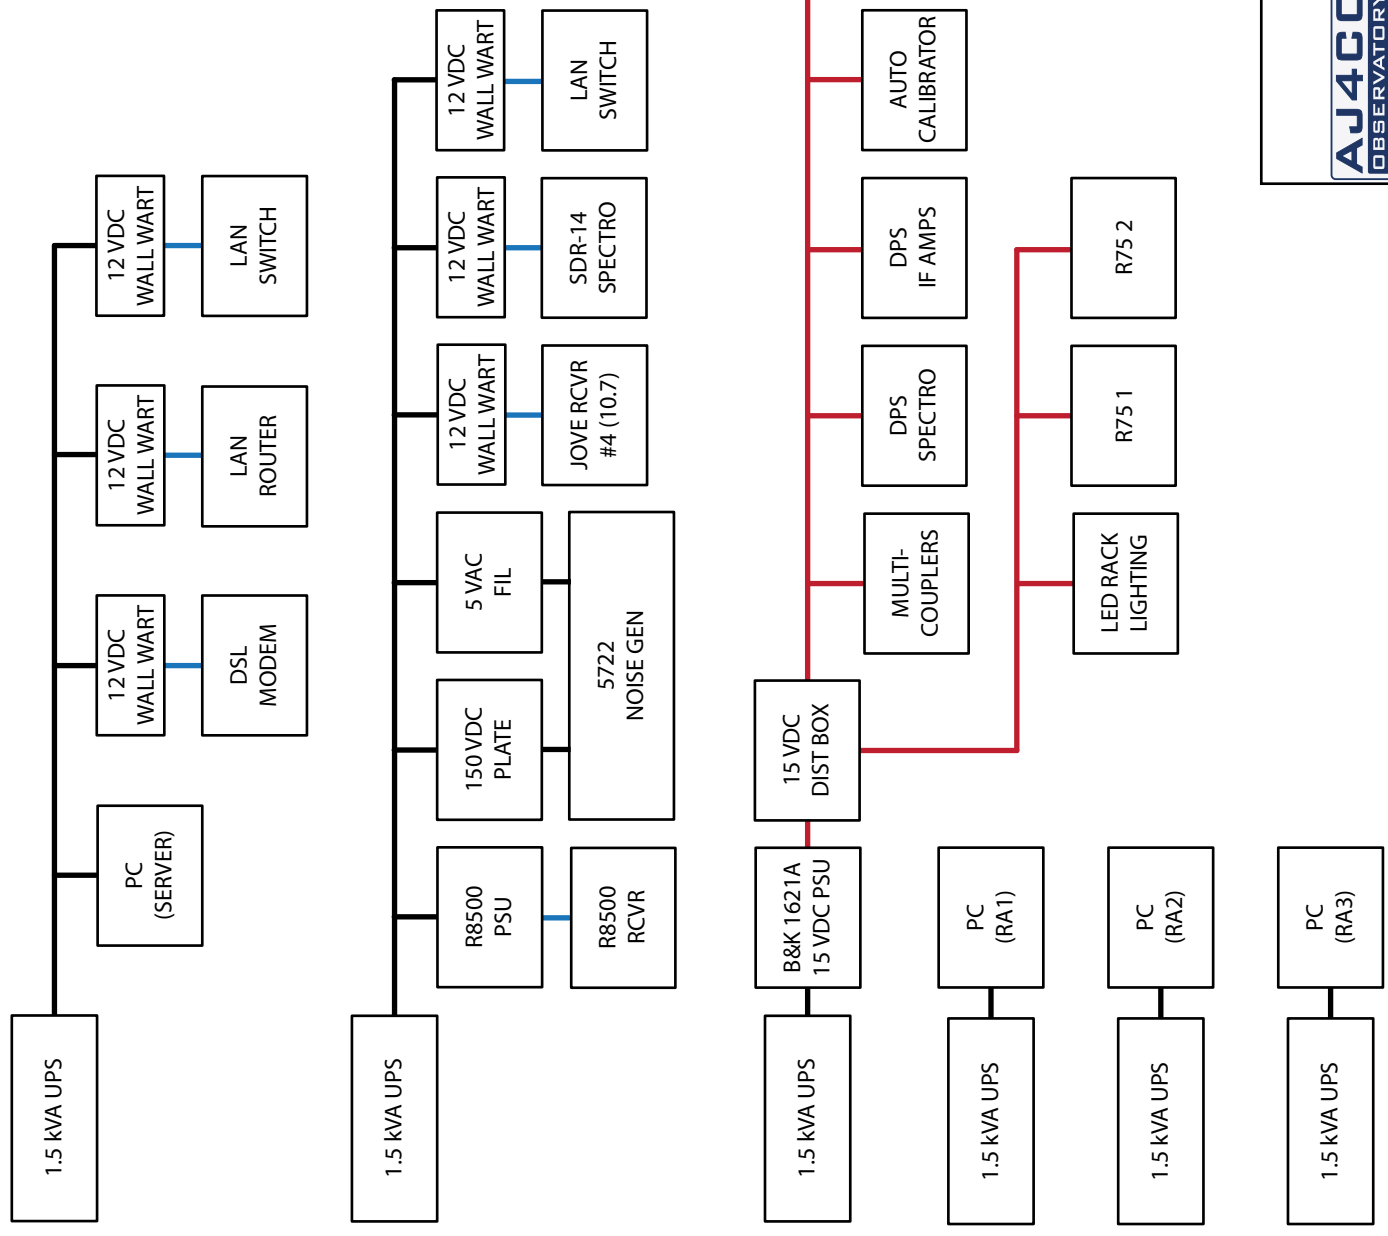 1.5 kVA UPS
PC
(SERVER)
12 VDC
WALL WART
DSL
MODEM
12 VDC
WALL WART
LAN
ROUTER
12 VDC
WALL WART
LAN
SWITCH
1.5 kVA UPS
R8500
PSU
R8500
RCVR
150 VDC
PLATE
5 VAC
FIL
5722
NOISE GEN
12 VDC
WALL WART
JOVE RCVR
#4 (10.7)
12 VDC
WALL WART
SDR-14
SPECTRO
12 VDC
WALL WART
LAN
SWITCH
1.5 kVA UPS
B&K 1621A
15 VDC PSU
15 VDC
DIST BOX
MULTI-
COUPLERS
DPS
SPECTRO
DPS
IF AMPS
AUTO
CALIBRATOR
LED RACK
LIGHTING
R75 1
R75 2
1.5 kVA UPS
PC
(RA1)
1.5 kVA UPS
PC
(RA2)
1.5 kVA UPS
PC
(RA3)
AJ4CO
OBSERVATORY